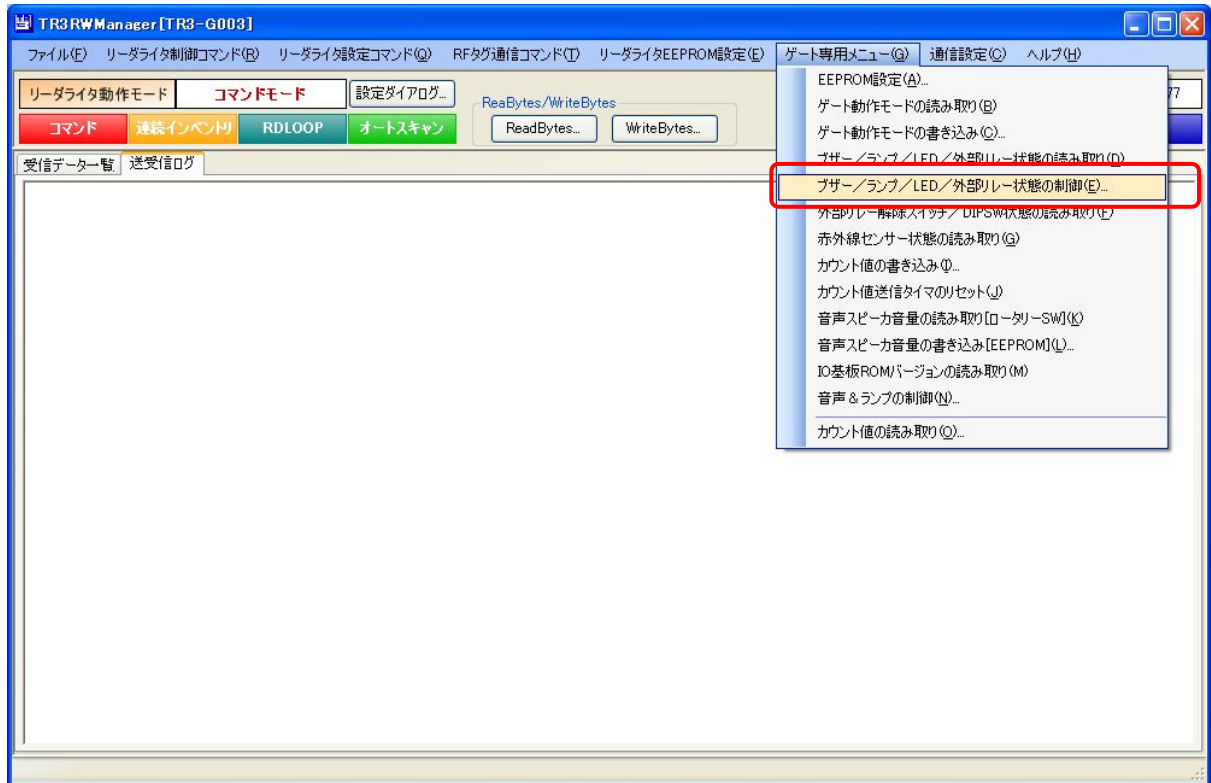 TR3RWManager[TR3-G003]
ファイル(F) リーダライタ制御コマンド(R) リーダライタ設定コマンド(Q) RFタグ通信コマンド(T) リーダライタEEPROM設定(E) ゲート専用メニュー(G) 通信設定(C) ヘルプ(H)
リーダライタ動作モード コマンドモード 設定ダイアログ...
ReaBytes/WriteBytes
コマンド 連続インベントリ RDLOOP オートスキャン ReadBytes... WriteBytes...
77
受信データ一覧 送受信ログ
EEPROM設定(A)...
ゲート動作モードの読み取り(B)
ゲート動作モードの書き込み(C)...
ブザー/ランプ/LED/外部リレー状態の読み取り(D)
ブザー/ランプ/LED/外部リレー状態の制御(E)...
外部リレー解除スイッチ/DIPSW状態の読み取り(F)
赤外線センサー状態の読み取り(G)
カウント値の書き込み(I)...
カウント値送信タイマのリセット(J)
音声スピーカ音量の読み取り[ロータリーSW](K)
音声スピーカ音量の書き込み[EEPROM](L)...
IO基板ROMバージョンの読み取り(M)
音声&ランプの制御(N)...
カウント値の読み取り(O)...